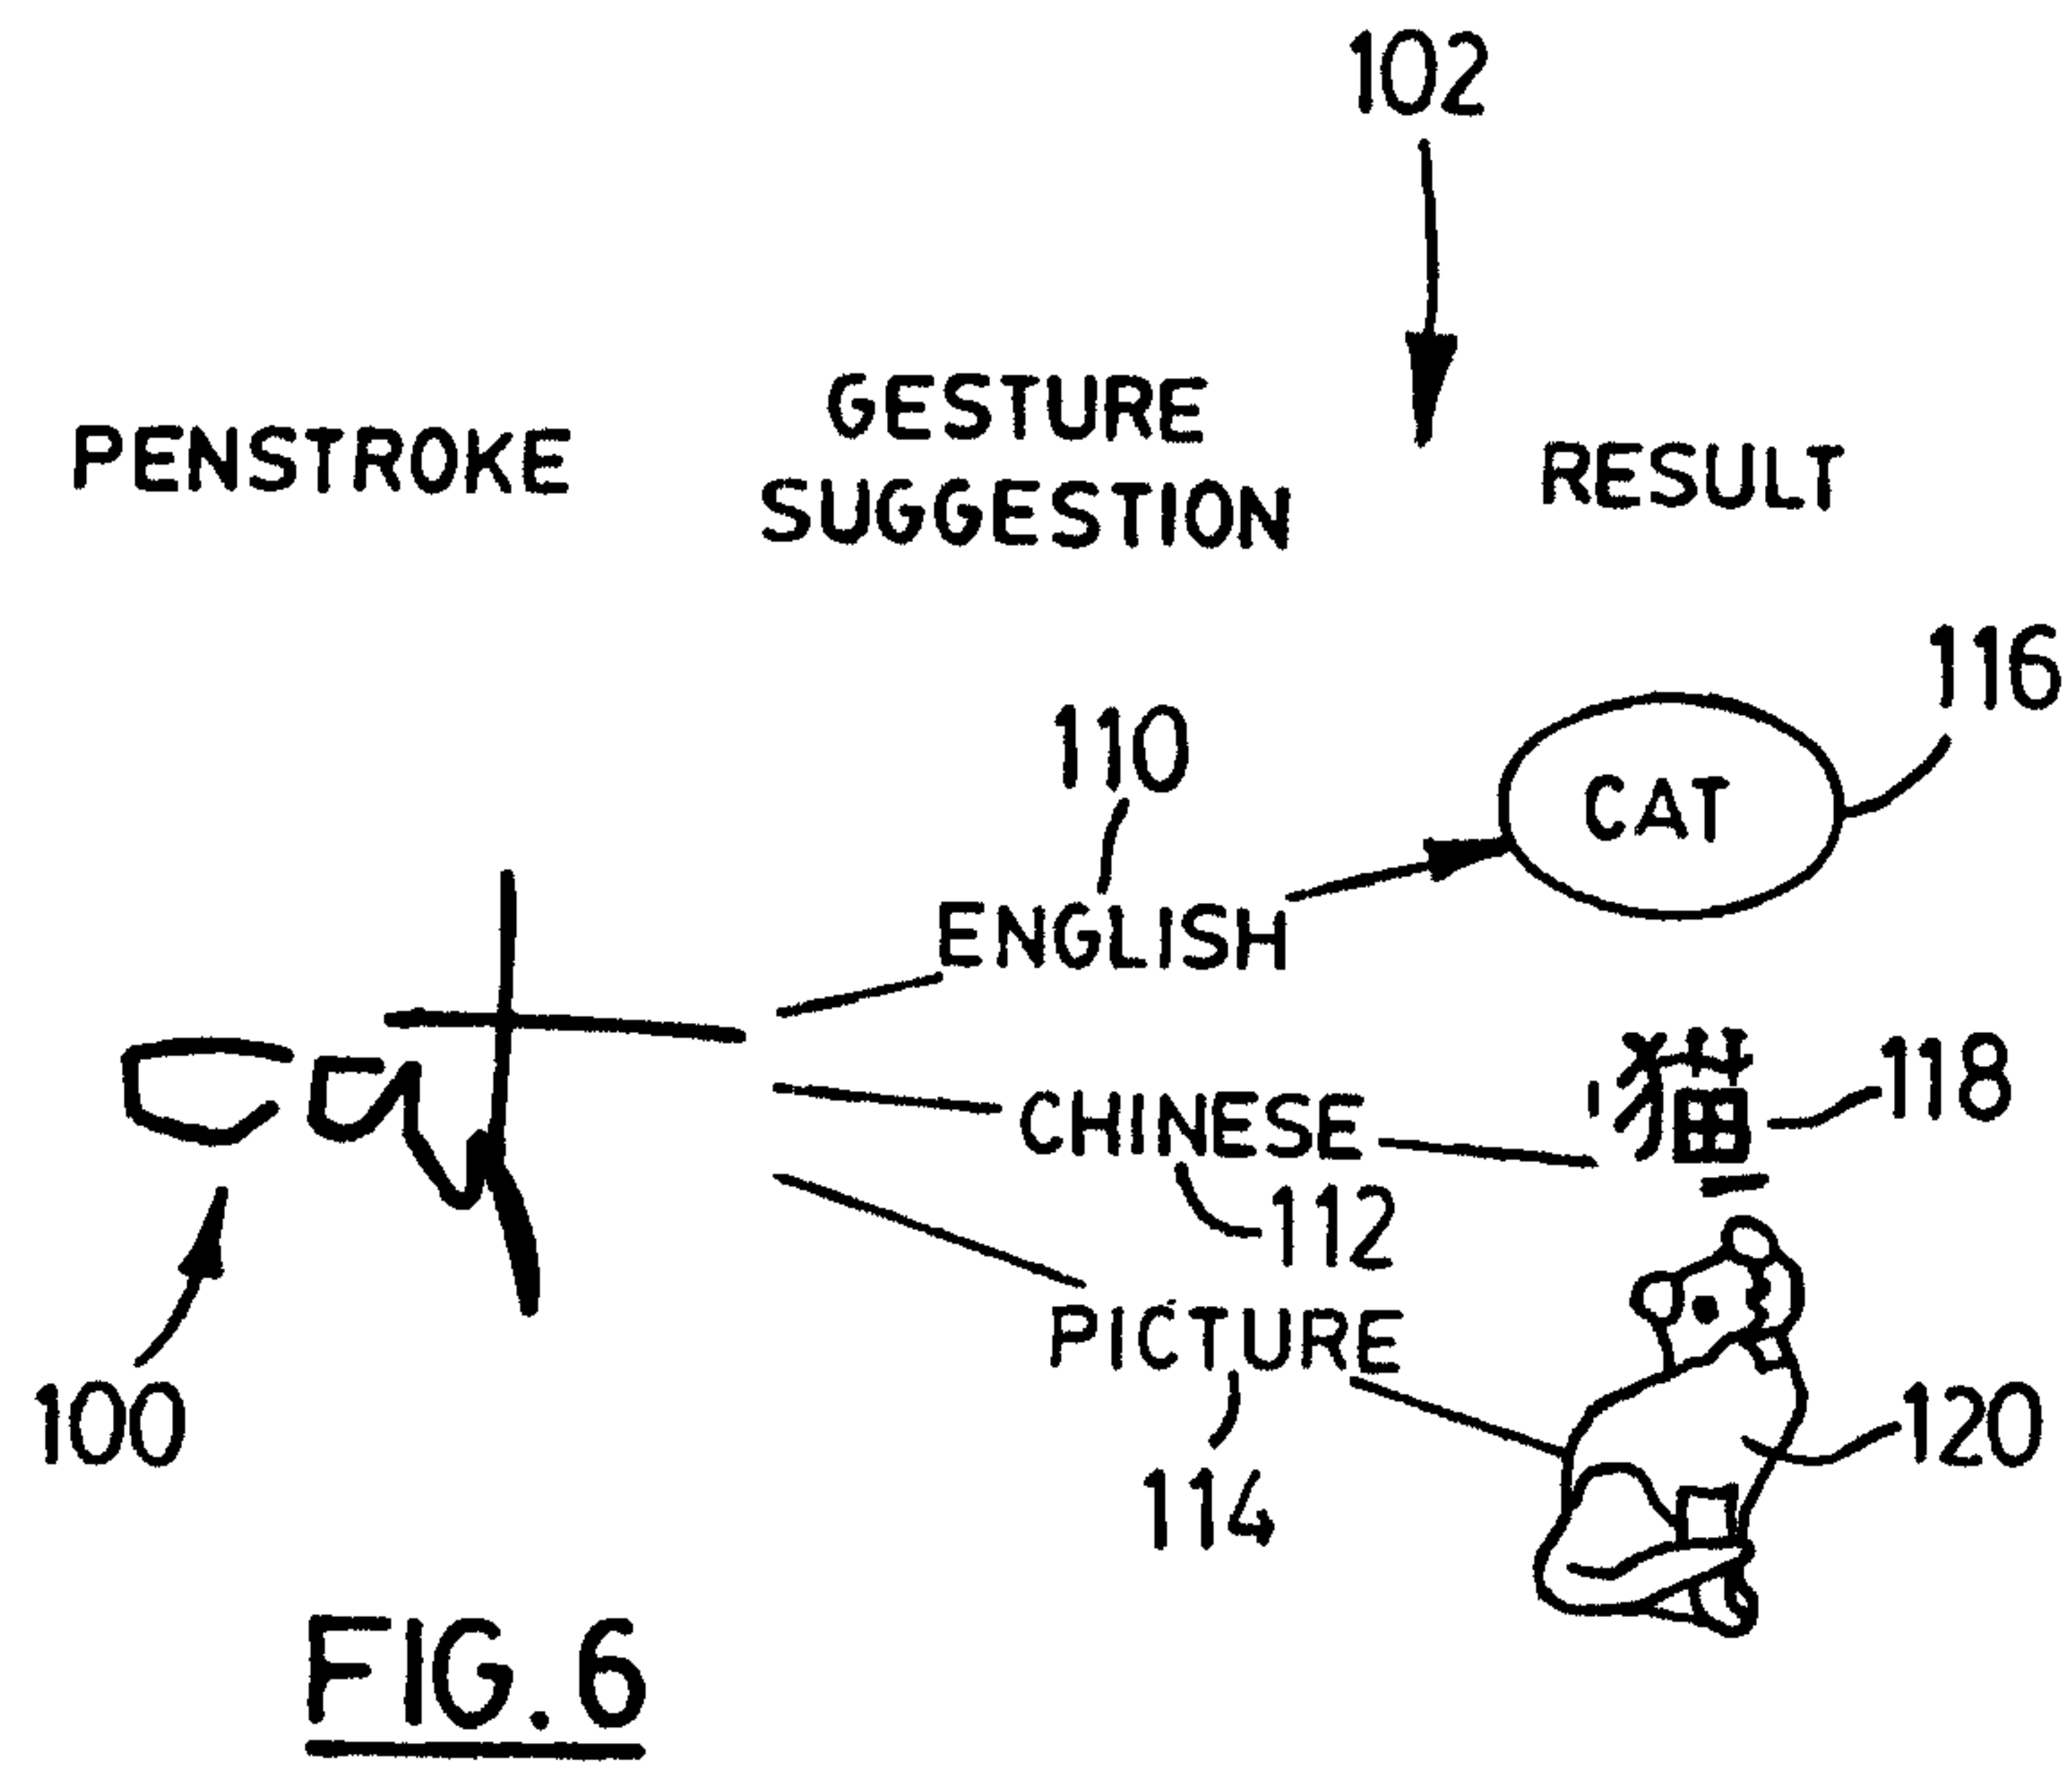 102
PENSTROKE
GESTURE
SUGGESTION
RESULT
116
110
CAT
ENGLISH
cat
猫
118
CHINESE
112
PICTURE
100
120
114
FIG. 6